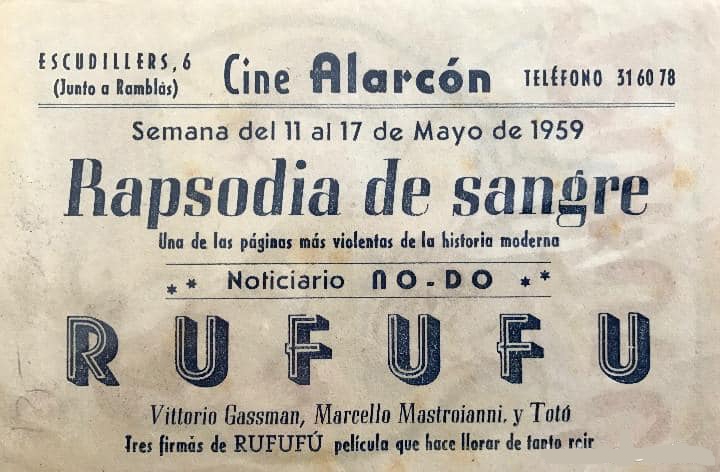 ESCUDILLERS, 6
(Junto a Ramblas)
Cine Alarcón
TELÉFONO 31 60 78
Semana del 11 al 17 de Mayo de 1959
Rapsodia de sangre
Una de las páginas más violentas de la historia moderna
** Noticiario NO-DO **
RUFUFU
Vittorio Gassman, Marcello Mastroianni, y Totó
Tres firmas de RUFUFÚ película que hace llorar de tanto reir